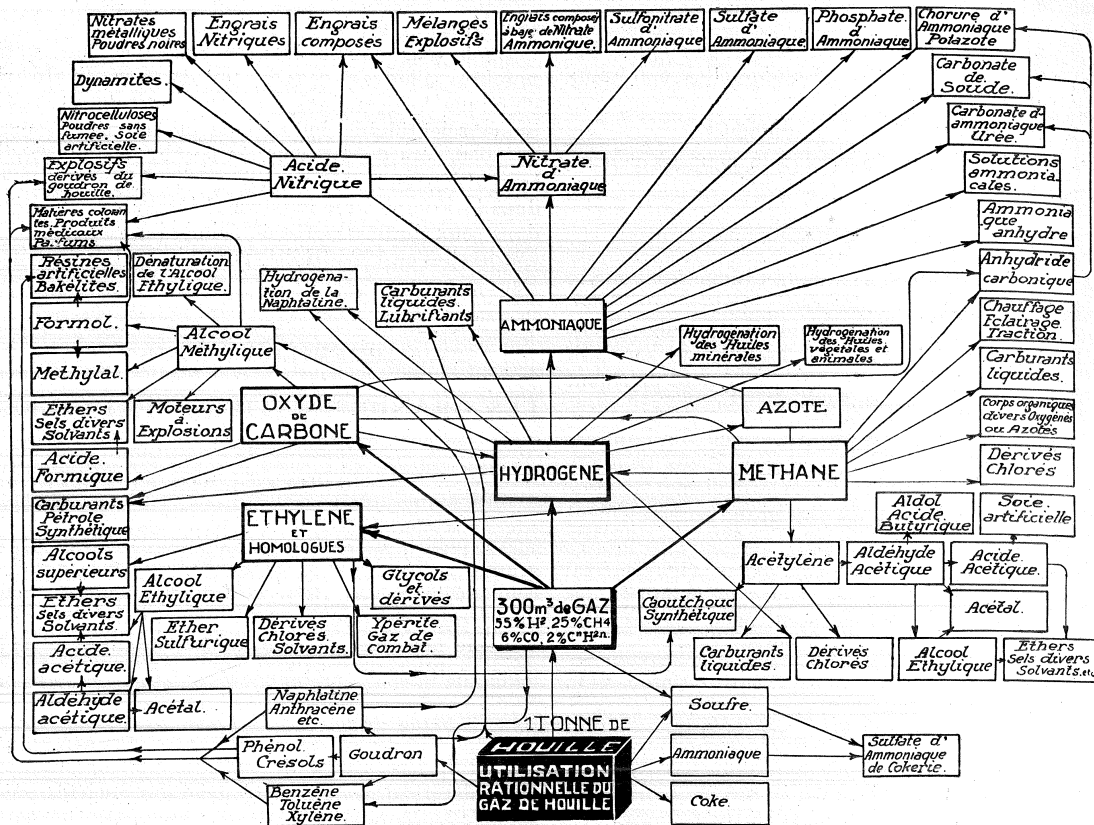 Nitrates
métalliques
Poudres noires
Engrais
Nitriques
Engrais
composés
Mélanges
Explosifs
Engrais composés
à base de Nitrate
Ammonique.
Sulfonitrate
d'
Ammoniaque
Sulfate
d'
Ammoniaque
Phosphate.
d'
Ammoniaque
Chorure d'
Ammoniaque
Polazote
Dynamites.
Carbonate
de
Soude.
Nitrocelluloses
Poudres sans
fumée. Soie
artificielle.
Carbonate d'
ammoniaque
Urée.
Explosifs
dérivés du
goudron de
houille.
Acide.
Nitrique
Nitrate.
d'
Ammoniaque
Solutions
ammonia
cales.
Matières coloran
tes. Produits
médicaux
Parfums
Ammonia
que
anhydre
Résines
artificielles
Bakélites.
Dénaturation
de l'Alcool
Ethylique.
Hydrogéna-
tion de la
Naphtaline.
Carburants
liquides.
Lubrifiants
Anhydride
carbonique
Formol.
Alcool
Méthylique
AMMONIAQUE
Hydrogénation
des Huiles
minérales
Hydrogénation
des Huiles
végétales et
animales
Chauffage
Eclairage.
Traction.
Methylal.
Carburants
liquides.
Ethers
Sels divers
Solvants
Moteurs
à
Explosions
OXYDE
DE
CARBONE
AZOTE.
Corps organiques
divers Oxygénés
ou Azotés
Acide.
Formique
HYDROGENE
METHANE
Dérivés
Chlorés
Carburants
Pétrole
Synthétique
ETHYLENE
ET
HOMOLOGUES
Aldol
Acide.
Butyrique
Soie.
artificielle
Alcools
supérieurs
Alcool
Ethylique
Glycols
et
dérivés
Acétylène
Aldéhyde
Acétique
Acide.
Acétique.
Ethers
Sels divers
Solvants.
Ether
Sulfurique
Dérivés
Chlorés.
Solvants.
Ypérite.
Gaz de
Combat.
300m³ de GAZ
55% H², 25% CH4
6% CO, 2% CⁿH²ⁿ.
Caoutchouc
Synthétique
Acétal.
Acide.
acétique.
Carburants
liquides.
Dérivés
Chlorés
Alcool
Ethylique
Ethers
Sels divers
Solvants. etc.
Aldéhyde
acétique.
Acétal.
Naphtaline
Anthracène
etc.
Soufre.
Phénol.
Crésols
Goudron
1 TONNE DE
HOUILLE
UTILISATION
RATIONNELLE DU
GAZ DE HOUILLE
Ammoniaque
Sulfate d'
Ammoniaque
de Cokerie.
Benzène
Toluène
Xylène.
Coke.